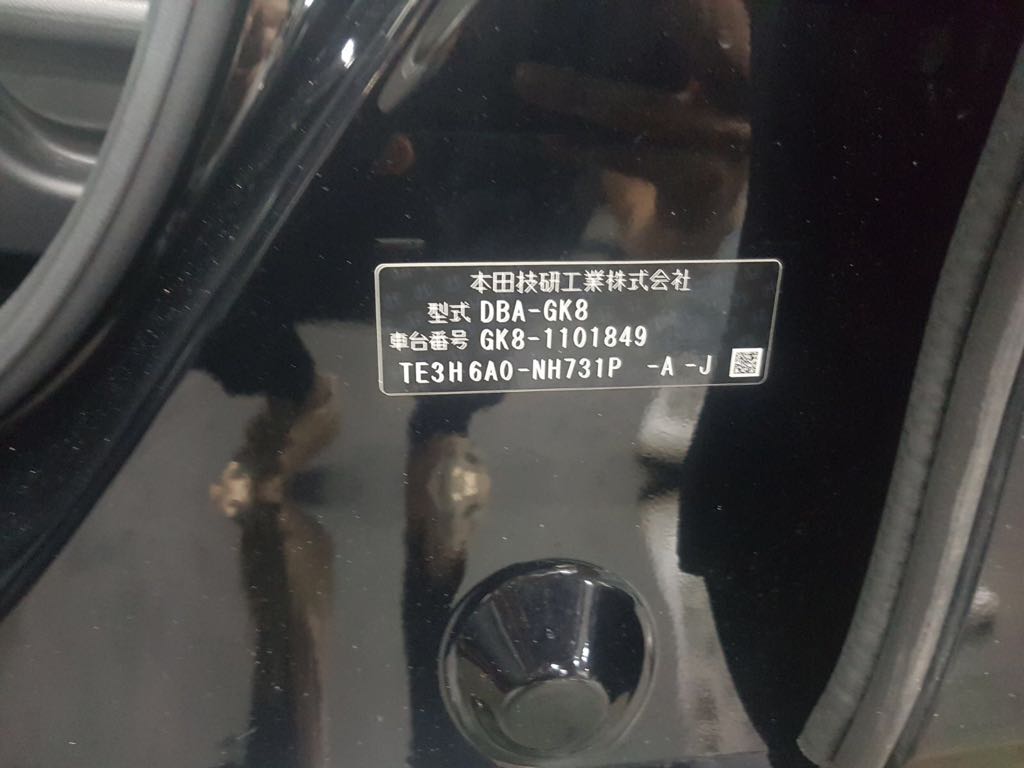 本田技研工業株式会社
型式 DBA-GK8
車台番号 GK8-1101849
TE3H6A0-NH731P -A -J